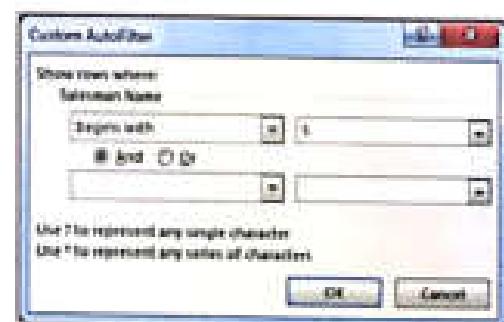 Custom AutoFilter
Show rows where:
Salesman Name
begins with
And Or
Use ? to represent any single character
Use * to represent any series of characters
OK Cancel